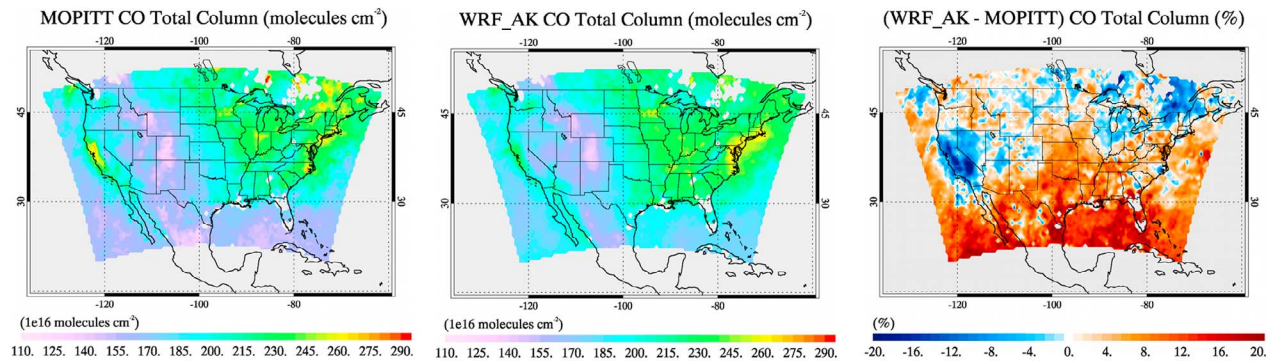 MOPITT CO Total Column (molecules cm⁻²)
-120 -100 -80
45 45
30 30
-120 -100 -80
(1e16 molecules cm⁻²)
110. 125. 140. 155. 170. 185. 200. 215. 230. 245. 260. 275. 290.
WRF_AK CO Total Column (molecules cm⁻²)
-120 -100 -80
45 45
30 30
-120 -100 -80
(1e16 molecules cm⁻²)
110. 125. 140. 155. 170. 185. 200. 215. 230. 245. 260. 275. 290.
(WRF_AK - MOPITT) CO Total Column (%)
-120 -100 -80
45 45
30 30
-120 -100 -80
(%)
-20. -16. -12. -8. -4. 0. 4. 8. 12. 16. 20.